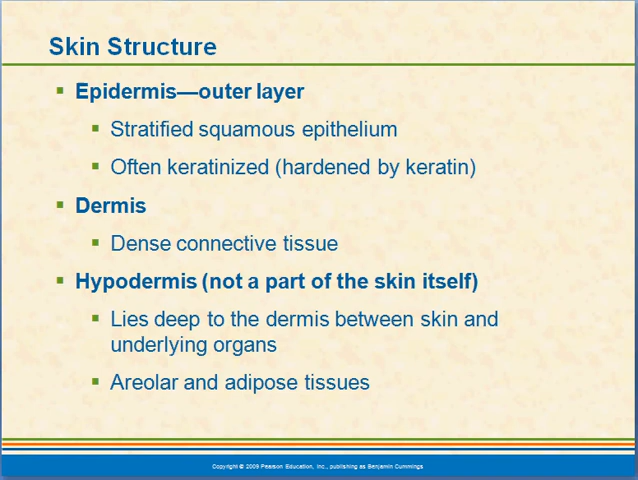 Skin Structure
Epidermis—outer layer
Stratified squamous epithelium
Often keratinized (hardened by keratin)
Dermis
Dense connective tissue
Hypodermis (not a part of the skin itself)
Lies deep to the dermis between skin and
underlying organs
Areolar and adipose tissues
Copyright © 2009 Pearson Education, Inc., publishing as Benjamin Cummings